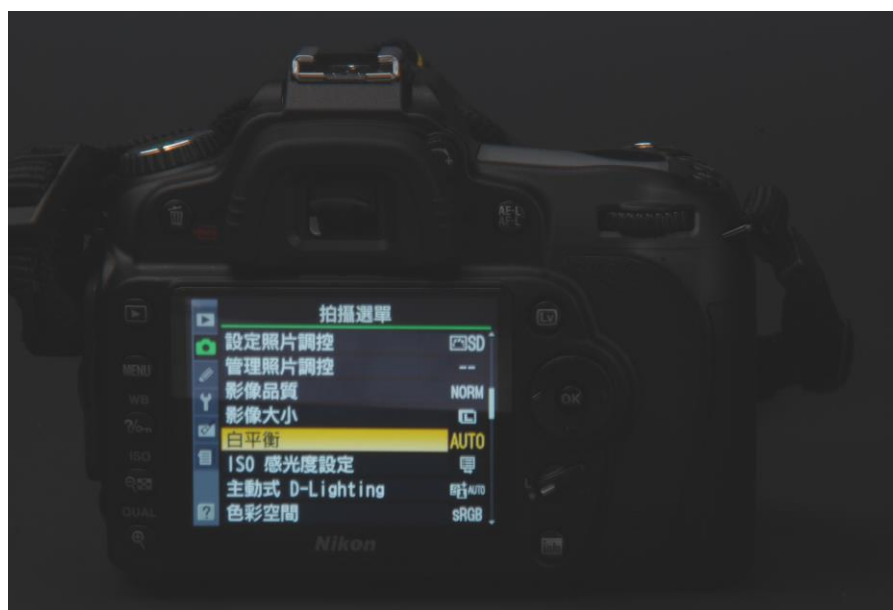 AE-L
AF-L
拍攝選單
Lv
設定照片調控 SD
管理照片調控 --
MENU
影像品質 NORM
WB
影像大小 L
OK
?
白平衡 AUTO
ISO
ISO 感光度設定
主動式 D-Lighting AUTO
QUAL
? 色彩空間 sRGB
Nikon